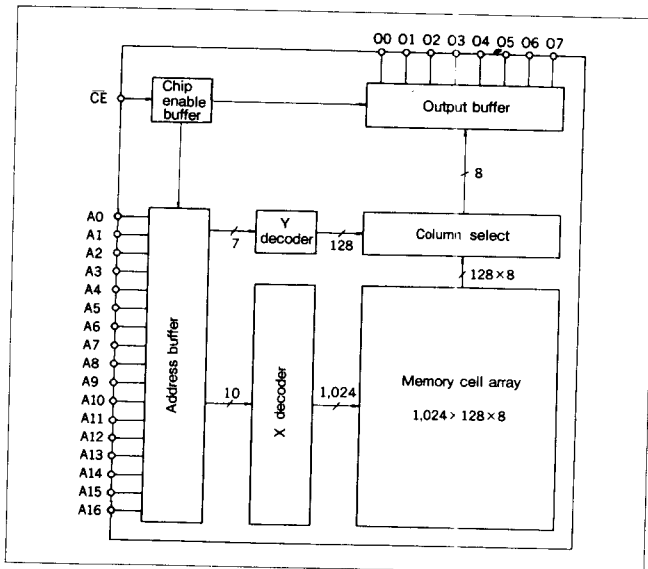 O0 O1 O2 O3 O4 O5 O6 O7
CE
Chip
enable
buffer
Output buffer
8
A0
A1
A2
A3
A4
A5
A6
A7
A8
A9
A10
A11
A12
A13
A14
A15
A16
Address buffer
7
Y
decoder
128
Column select
128×8
10
X decoder
1,024
Memory cell array
1,024×128×8